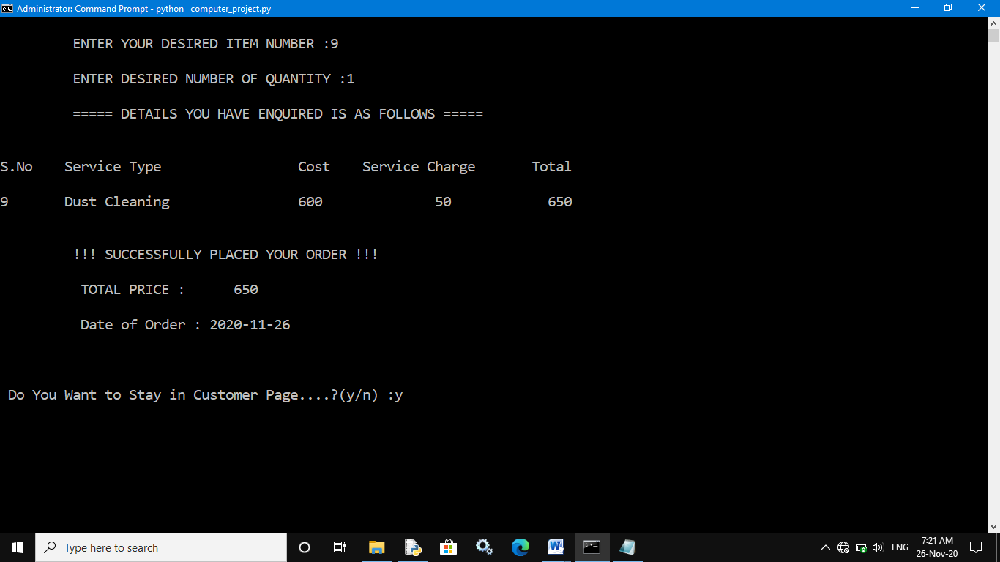 Administrator: Command Prompt - python  computer_project.py
ENTER YOUR DESIRED ITEM NUMBER :9
ENTER DESIRED NUMBER OF QUANTITY :1
===== DETAILS YOU HAVE ENQUIRED IS AS FOLLOWS =====
S.No Service Type Cost Service Charge Total
9 Dust Cleaning 600 50 650
!!! SUCCESSFULLY PLACED YOUR ORDER !!!
TOTAL PRICE : 650
Date of Order : 2020-11-26
Do You Want to Stay in Customer Page....?(y/n) :y
Type here to search
ENG
7:21 AM
26-Nov-20